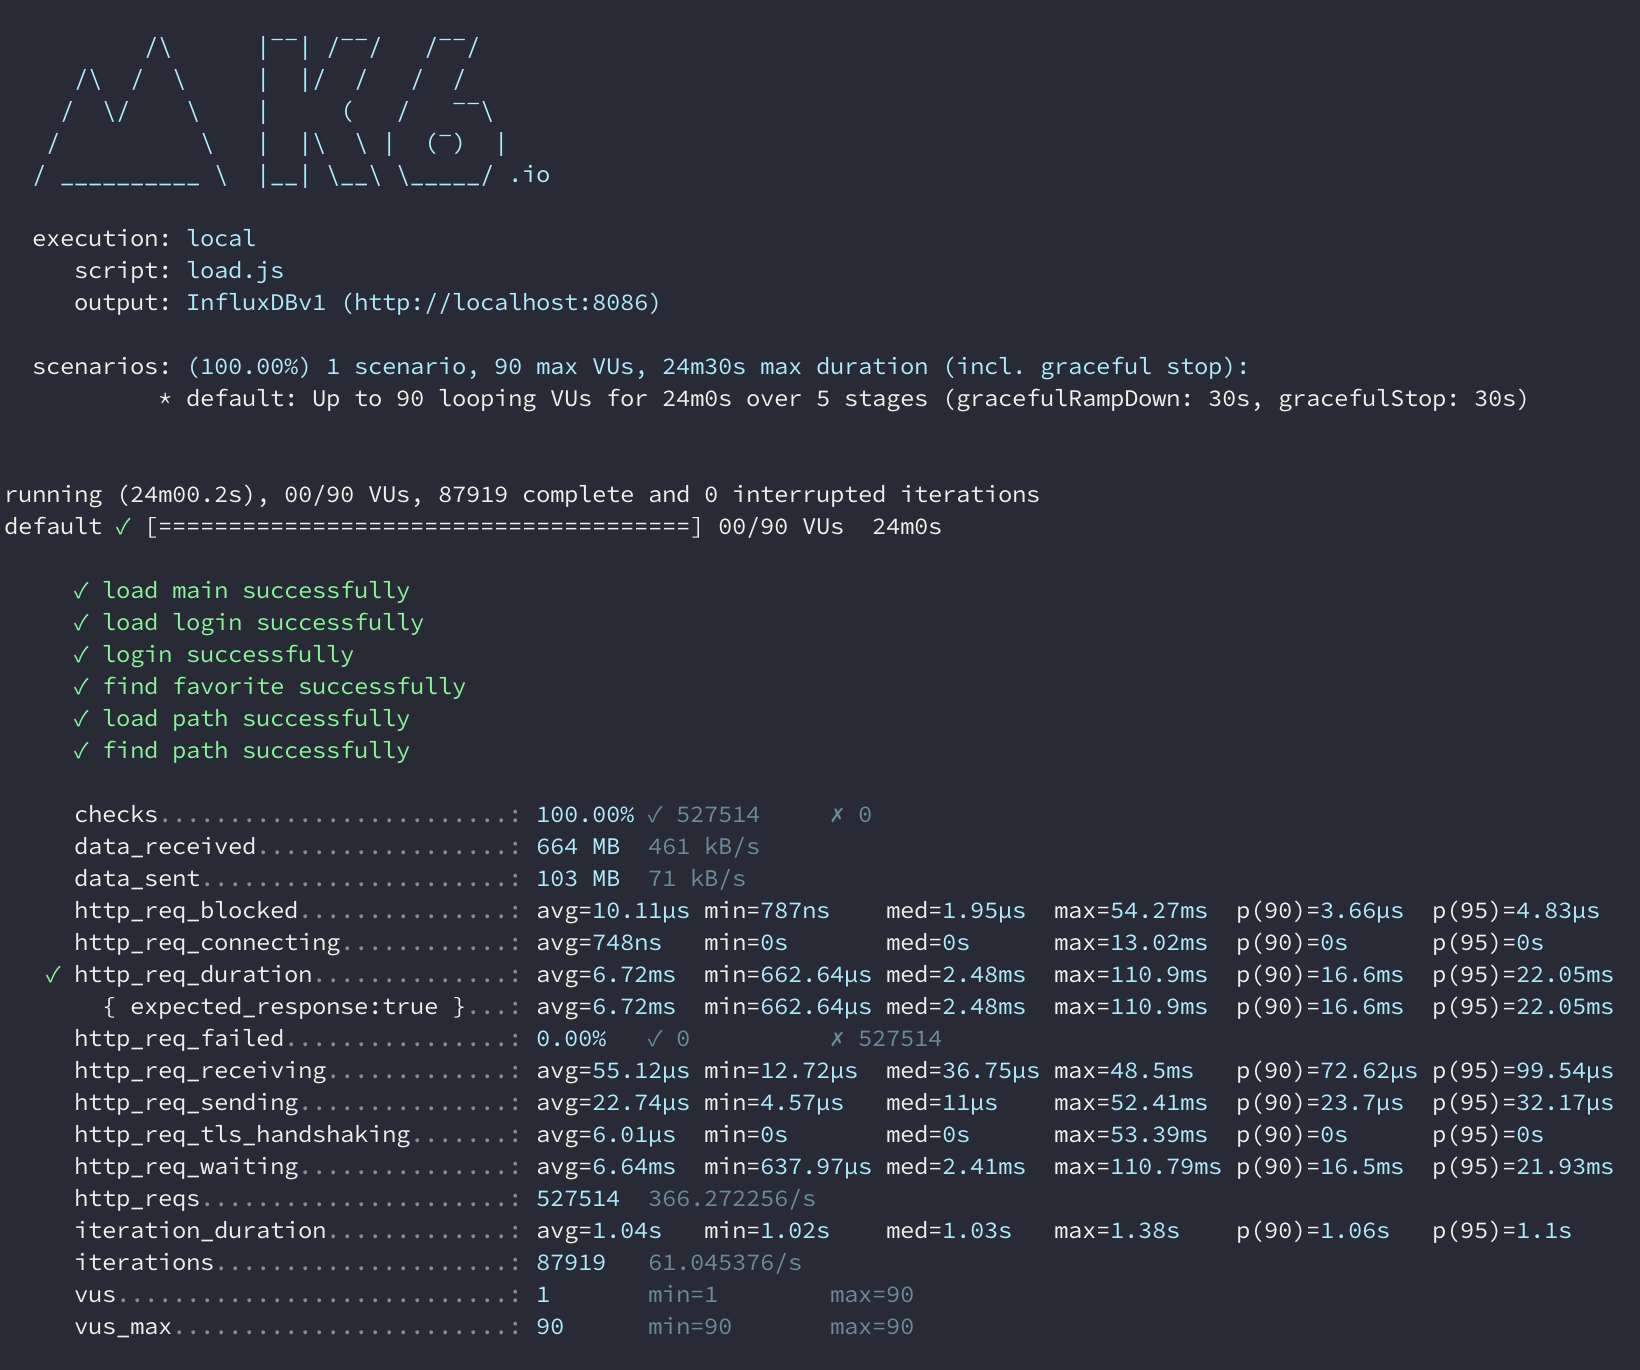 /\      |‾‾| /‾‾/   /‾‾/
    /\  /  \     |  |/  /   /  /
   /  \/    \    |     (   /   ‾‾\
  /          \   |  |\  \ |  (‾)  |
 / __________ \  |__| \__\ \_____/ .io
execution: local
script: load.js
output: InfluxDBv1 (http://localhost:8086)
scenarios: (100.00%) 1 scenario, 90 max VUs, 24m30s max duration (incl. graceful stop):
* default: Up to 90 looping VUs for 24m0s over 5 stages (gracefulRampDown: 30s, gracefulStop: 30s)
running (24m00.2s), 00/90 VUs, 87919 complete and 0 interrupted iterations
default ✓ [======================================] 00/90 VUs  24m0s
✓ load main successfully
✓ load login successfully
✓ login successfully
✓ find favorite successfully
✓ load path successfully
✓ find path successfully
checks.........................: 100.00% ✓ 527514     ✗ 0
data_received..................: 664 MB  461 kB/s
data_sent......................: 103 MB  71 kB/s
http_req_blocked...............: avg=10.11µs min=787ns    med=1.95µs  max=54.27ms  p(90)=3.66µs  p(95)=4.83µs
http_req_connecting............: avg=748ns   min=0s       med=0s      max=13.02ms  p(90)=0s      p(95)=0s
✓ http_req_duration..............: avg=6.72ms  min=662.64µs med=2.48ms  max=110.9ms  p(90)=16.6ms  p(95)=22.05ms
{ expected_response:true }...: avg=6.72ms  min=662.64µs med=2.48ms  max=110.9ms  p(90)=16.6ms  p(95)=22.05ms
http_req_failed................: 0.00%   ✓ 0          ✗ 527514
http_req_receiving.............: avg=55.12µs min=12.72µs  med=36.75µs max=48.5ms   p(90)=72.62µs p(95)=99.54µs
http_req_sending...............: avg=22.74µs min=4.57µs   med=11µs    max=52.41ms  p(90)=23.7µs  p(95)=32.17µs
http_req_tls_handshaking.......: avg=6.01µs  min=0s       med=0s      max=53.39ms  p(90)=0s      p(95)=0s
http_req_waiting...............: avg=6.64ms  min=637.97µs med=2.41ms  max=110.79ms p(90)=16.5ms  p(95)=21.93ms
http_reqs......................: 527514  366.272256/s
iteration_duration.............: avg=1.04s   min=1.02s    med=1.03s   max=1.38s    p(90)=1.06s   p(95)=1.1s
iterations.....................: 87919   61.045376/s
vus............................: 1       min=1        max=90
vus_max........................: 90      min=90       max=90